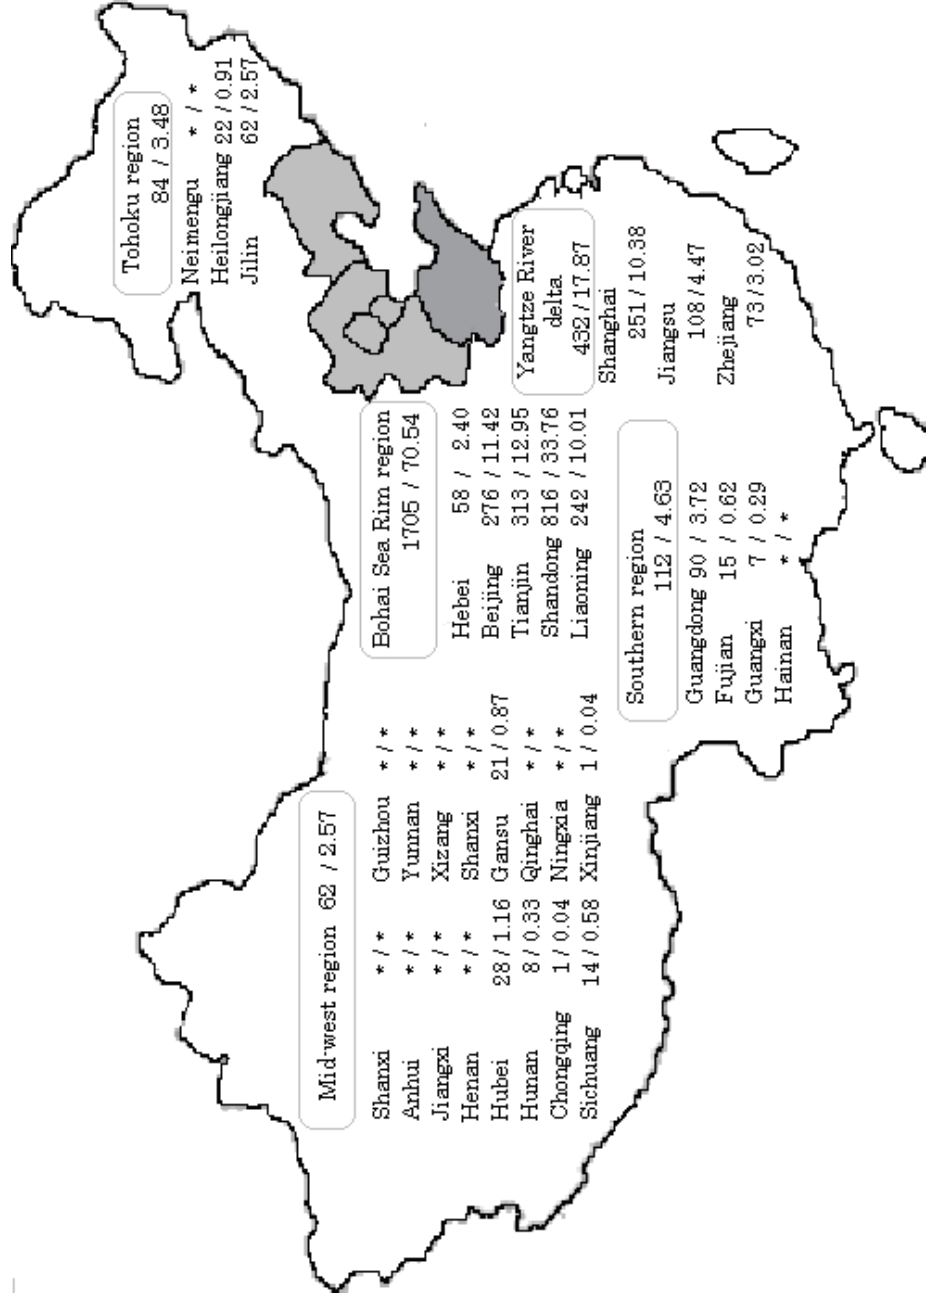 Tohoku region
84 / 3.48
Neimengu * / *
Heilongjiang 22 / 0.91
Jilin 62 / 2.57
Mid-west region 62 / 2.57
Shanxi * / * Guizhou * / *
Anhui * / * Yunnan * / *
Jiangxi * / * Xizang * / *
Henan * / * Shanxi * / *
Hubei 28 / 1.16 Gansu 21 / 0.87
Hunan 8 / 0.33 Qinghai * / *
Chongqing 1 / 0.04 Ningxia * / *
Sichuang 14 / 0.58 Xinjiang 1 / 0.04
Bohai Sea Rim region
1705 / 70.54
Hebei 58 / 2.40
Beijing 276 / 11.42
Tianjin 313 / 12.95
Shandong 816 / 33.76
Liaoning 242 / 10.01
Yangtze River
delta
432 / 17.87
Shanghai
251 / 10.38
Jiangsu
108 / 4.47
Zhejiang
73 / 3.02
Southern region
112 / 4.63
Guangdong 90 / 3.72
Fujian 15 / 0.62
Guangxi 7 / 0.29
Hainan * / *